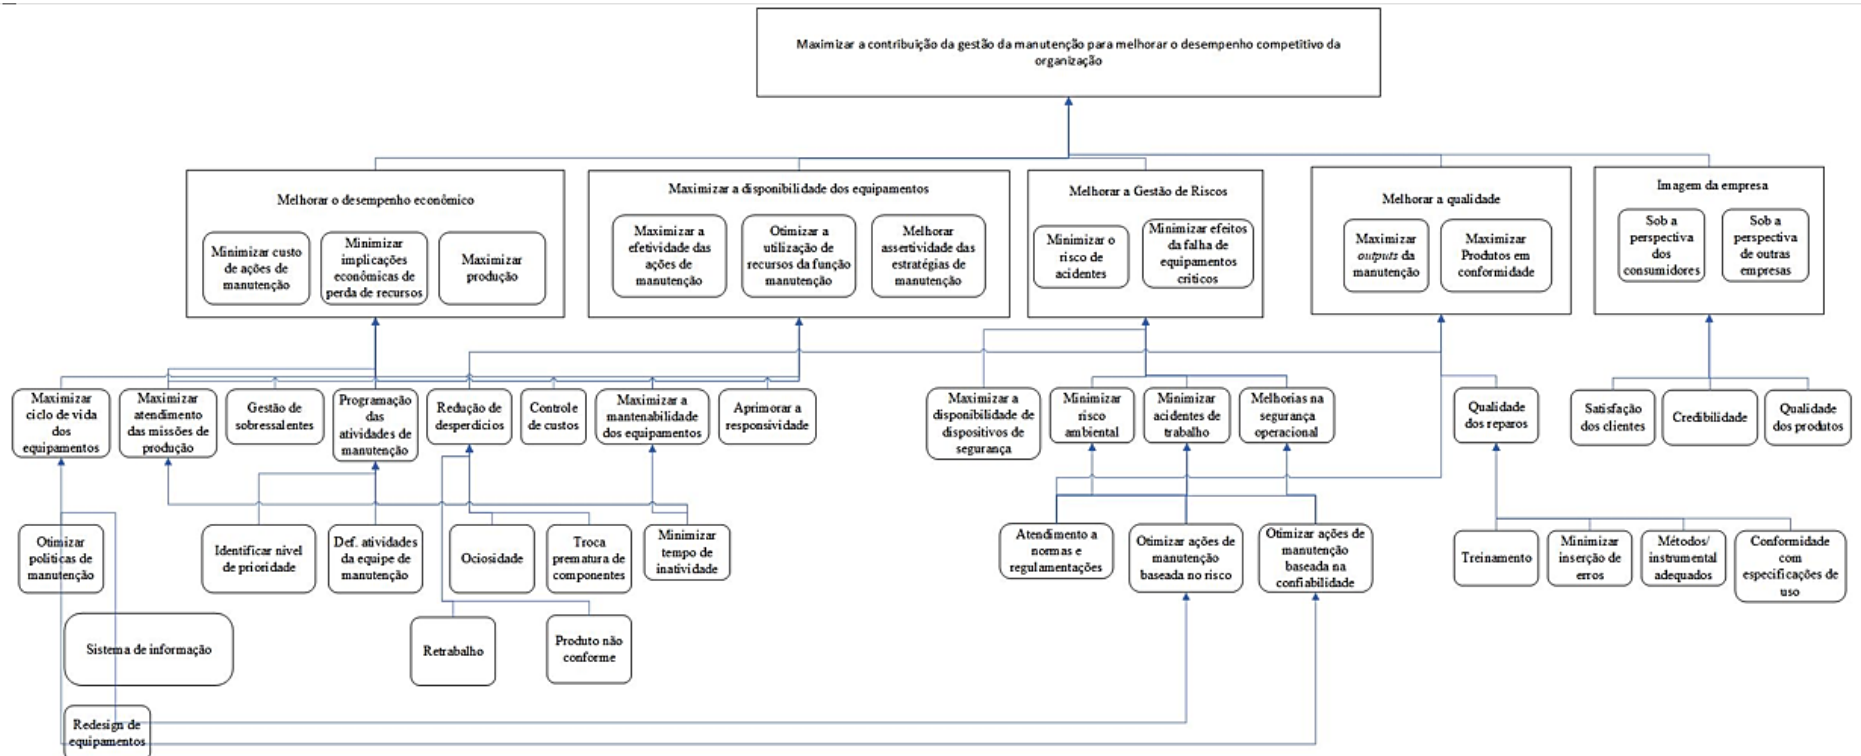 Maximizar a contribuição da gestão da manutenção para melhorar o desempenho competitivo da
organização
Melhorar o desempenho econômico
Minimizar custo
de ações de
manutenção
Minimizar
implicações
econômicas de
perda de recursos
Maximizar
produção
Maximizar a disponibilidade dos equipamentos
Maximizar a
efetividade das
ações de
manutenção
Otimizar a
utilização de
recursos da função
manutenção
Melhorar
assertividade das
estratégias de
manutenção
Melhorar a Gestão de Riscos
Minimizar o
risco de
acidentes
Minimizar efeitos
da falha de
equipamentos
críticos
Melhorar a qualidade
Maximizar
outputs da
manutenção
Maximizar
Produtos em
conformidade
Imagem da empresa
Sob a
perspectiva
dos
consumidores
Sob a
perspectiva
de outras
empresas
Maximizar
ciclo de vida
dos
equipamentos
Maximizar
atendimento
das missões de
produção
Gestão de
sobressalentes
Programação
das
atividades de
manutenção
Redução de
desperdícios
Controle
de custos
Maximizar a
mantenabilidade
dos equipamentos
Aprimorar a
responsividade
Maximizar a
disponibilidade de
dispositivos de
segurança
Minimizar
risco
ambiental
Minimizar
acidentes de
trabalho
Melhorias na
segurança
operacional
Qualidade
dos reparos
Satisfação
dos clientes
Credibilidade
Qualidade
dos produtos
Otimizar
políticas de
manutenção
Identificar nível
de prioridade
Def. atividades
da equipe de
manutenção
Ociosidade
Troca
prematura de
componentes
Minimizar
tempo de
inatividade
Atendimento a
normas e
regulamentações
Otimizar ações de
manutenção
baseada no risco
Otimizar ações de
manutenção
baseada na
confiabilidade
Treinamento
Minimizar
inserção de
erros
Métodos/
instrumental
adequados
Conformidade
com
especificações de
uso
Sistema de informação
Retrabalho
Produto não
conforme
Redesign de
equipamentos